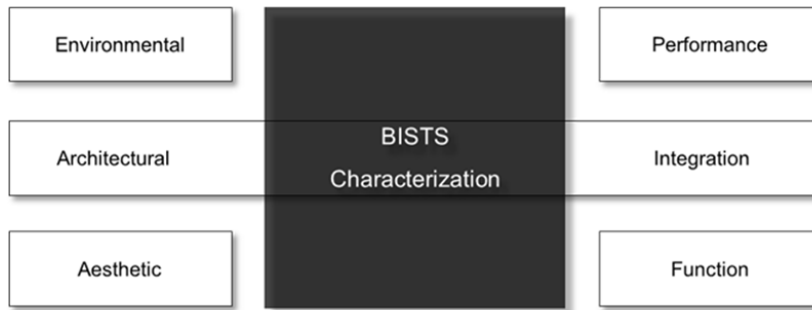 Environmental
Performance
BISTS
Architectural
Characterization
Integration
Aesthetic
Function